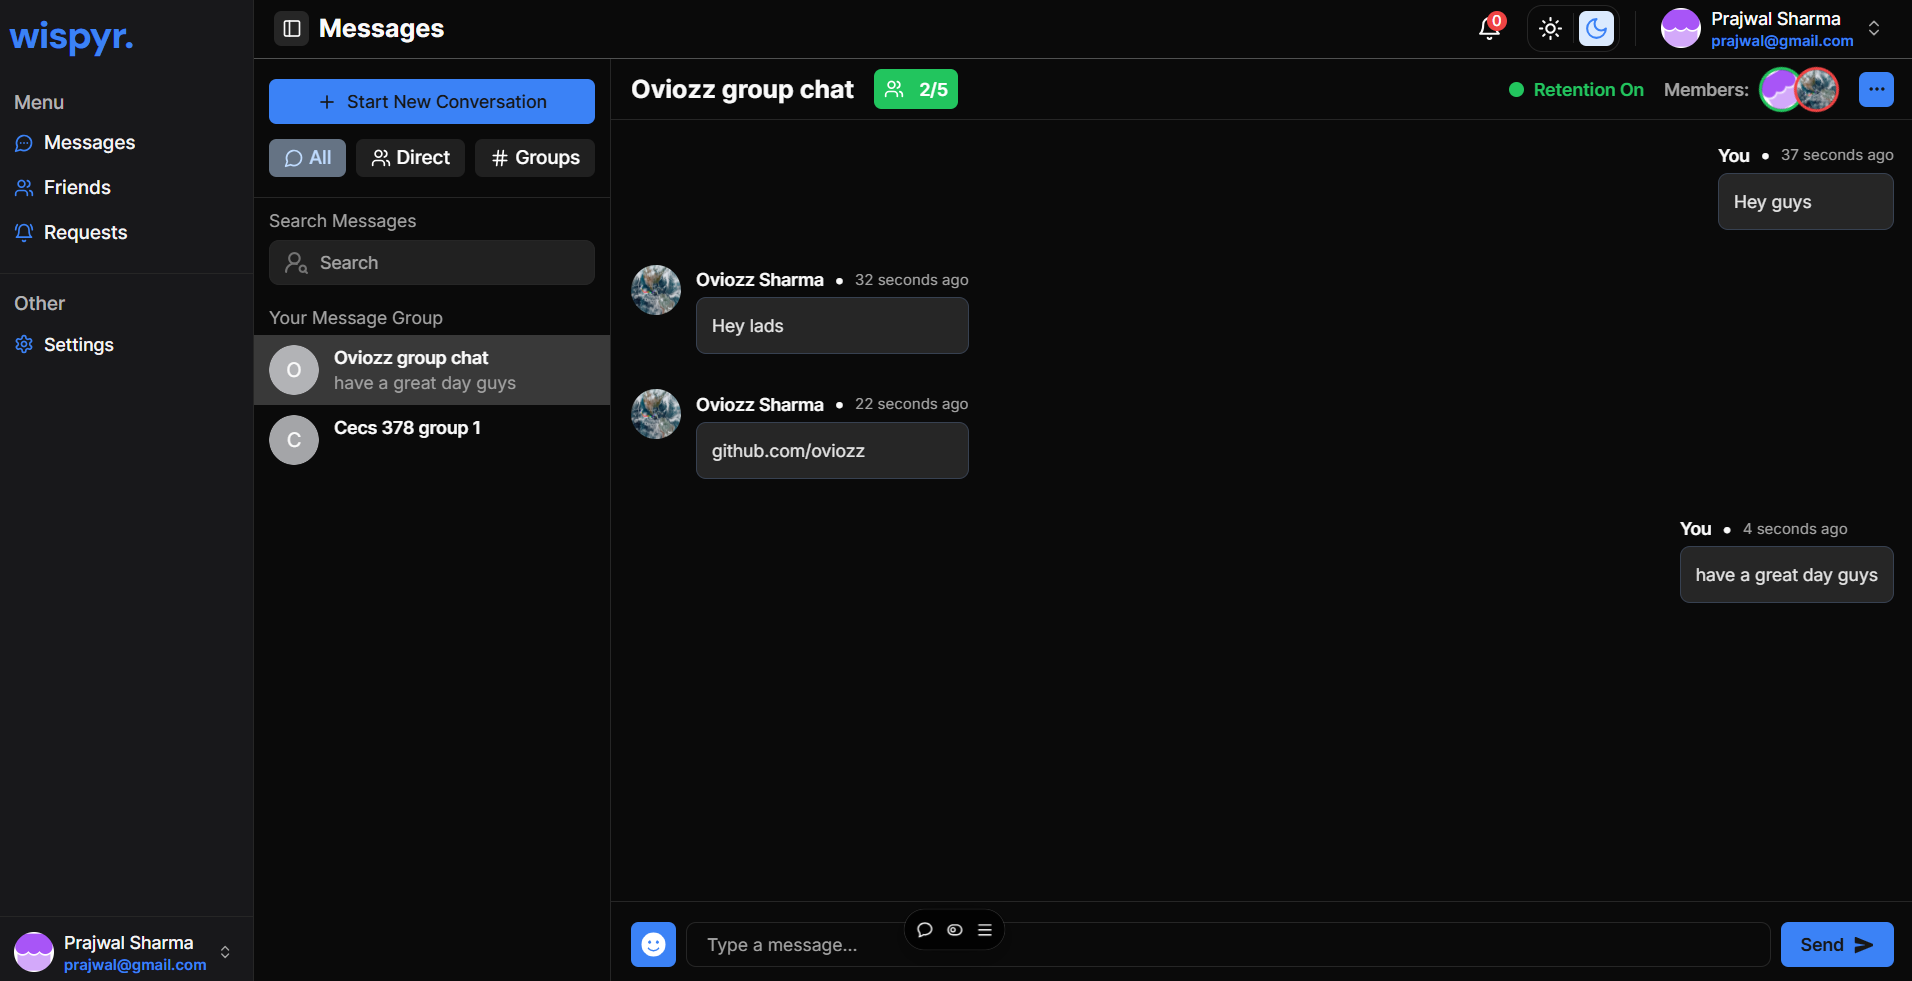 wispyr.
Menu
Messages
Friends
Requests
Other
Settings
Prajwal Sharma
prajwal@gmail.com
Messages
0
Prajwal Sharma
prajwal@gmail.com
Start New Conversation
All
Direct
Groups
Search Messages
Search
Your Message Group
O
Oviozz group chat
have a great day guys
C
Cecs 378 group 1
Oviozz group chat
2/5
Retention On
Members:
You • 37 seconds ago
Hey guys
Oviozz Sharma • 32 seconds ago
Hey lads
Oviozz Sharma • 22 seconds ago
github.com/oviozz
You • 4 seconds ago
have a great day guys
Type a message...
Send